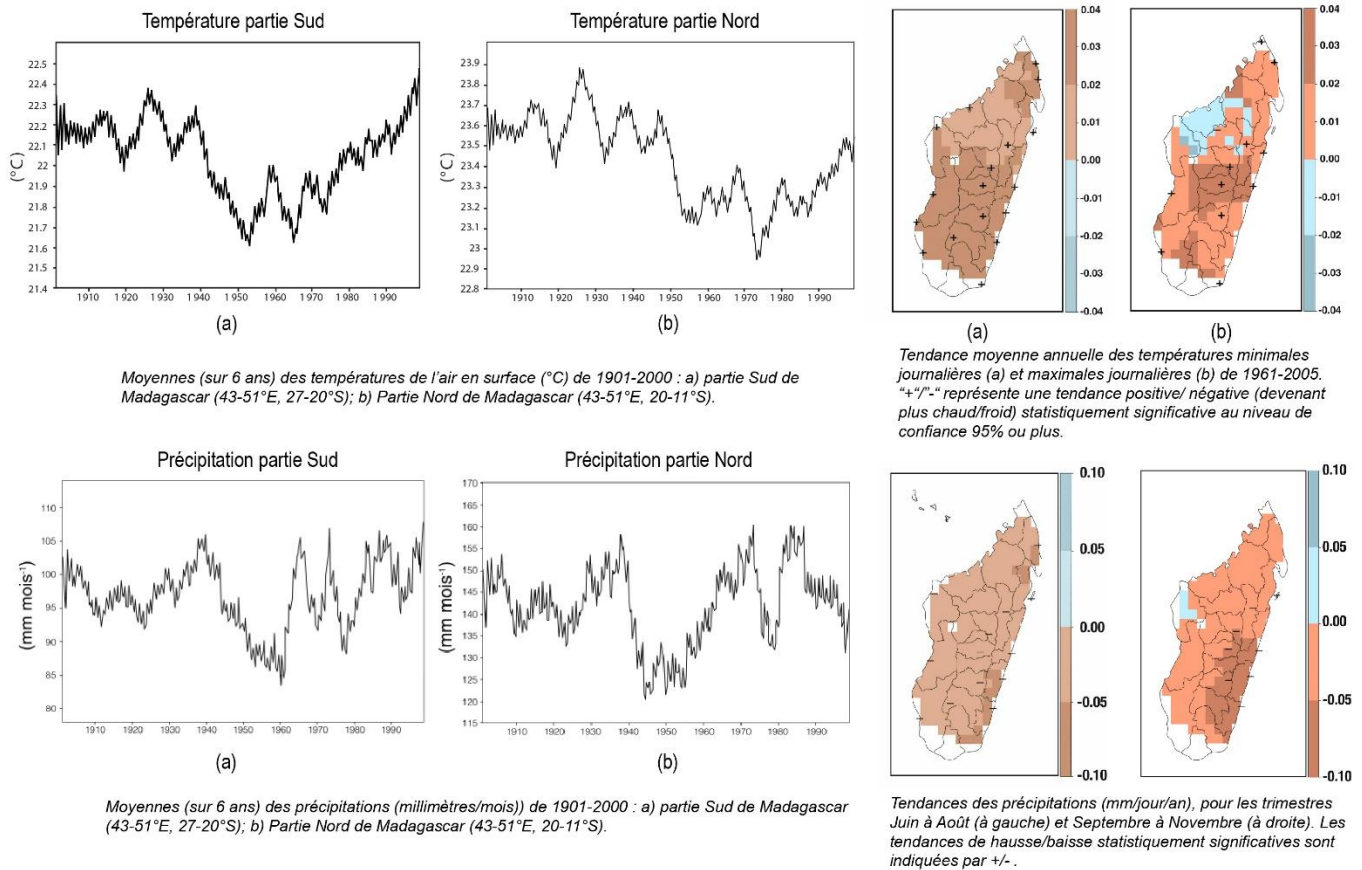 Température partie Sud
22.5
22.4
22.3
22.2
22.1
22
21.9
21.8
21.7
21.6
21.5
21.4
(°C)
1910 1920 1930 1940 1950 1960 1970 1980 1990
(a)
Température partie Nord
23.9
23.8
23.7
23.6
23.5
23.4
23.3
23.2
23.1
23
22.9
22.8
(°C)
1910 1920 1930 1940 1950 1960 1970 1980 1990
(b)
Moyennes (sur 6 ans) des températures de l'air en surface (°C) de 1901-2000 : a) partie Sud de
Madagascar (43-51°E, 27-20°S); b) Partie Nord de Madagascar (43-51°E, 20-11°S).
0.04
0.03
0.02
0.01
0.00
-0.01
-0.02
-0.03
-0.04
(a)
0.04
0.03
0.02
0.01
0.00
-0.01
-0.02
-0.03
-0.04
(b)
Tendance moyenne annuelle des températures minimales
journalières (a) et maximales journalières (b) de 1961-2005.
"+"/"-" représente une tendance positive/ négative (devenant
plus chaud/froid) statistiquement significative au niveau de
confiance 95% ou plus.
Précipitation partie Sud
110
105
100
95
90
85
80
(mm mois⁻¹)
1910 1920 1930 1940 1950 1960 1970 1980 1990
(a)
Précipitation partie Nord
170
160
155
150
145
140
135
130
125
120
115
(mm mois⁻¹)
1910 1920 1930 1940 1950 1960 1970 1980 1990
(b)
Moyennes (sur 6 ans) des précipitations (millimètres/mois)) de 1901-2000 : a) partie Sud de Madagascar
(43-51°E, 27-20°S); b) Partie Nord de Madagascar (43-51°E, 20-11°S).
0.10
0.05
0.00
-0.05
-0.10
0.10
0.05
0.00
-0.05
-0.10
Tendances des précipitations (mm/jour/an), pour les trimestres
Juin à Août (à gauche) et Septembre à Novembre (à droite). Les
tendances de hausse/baisse statistiquement significatives sont
indiquées par +/- .